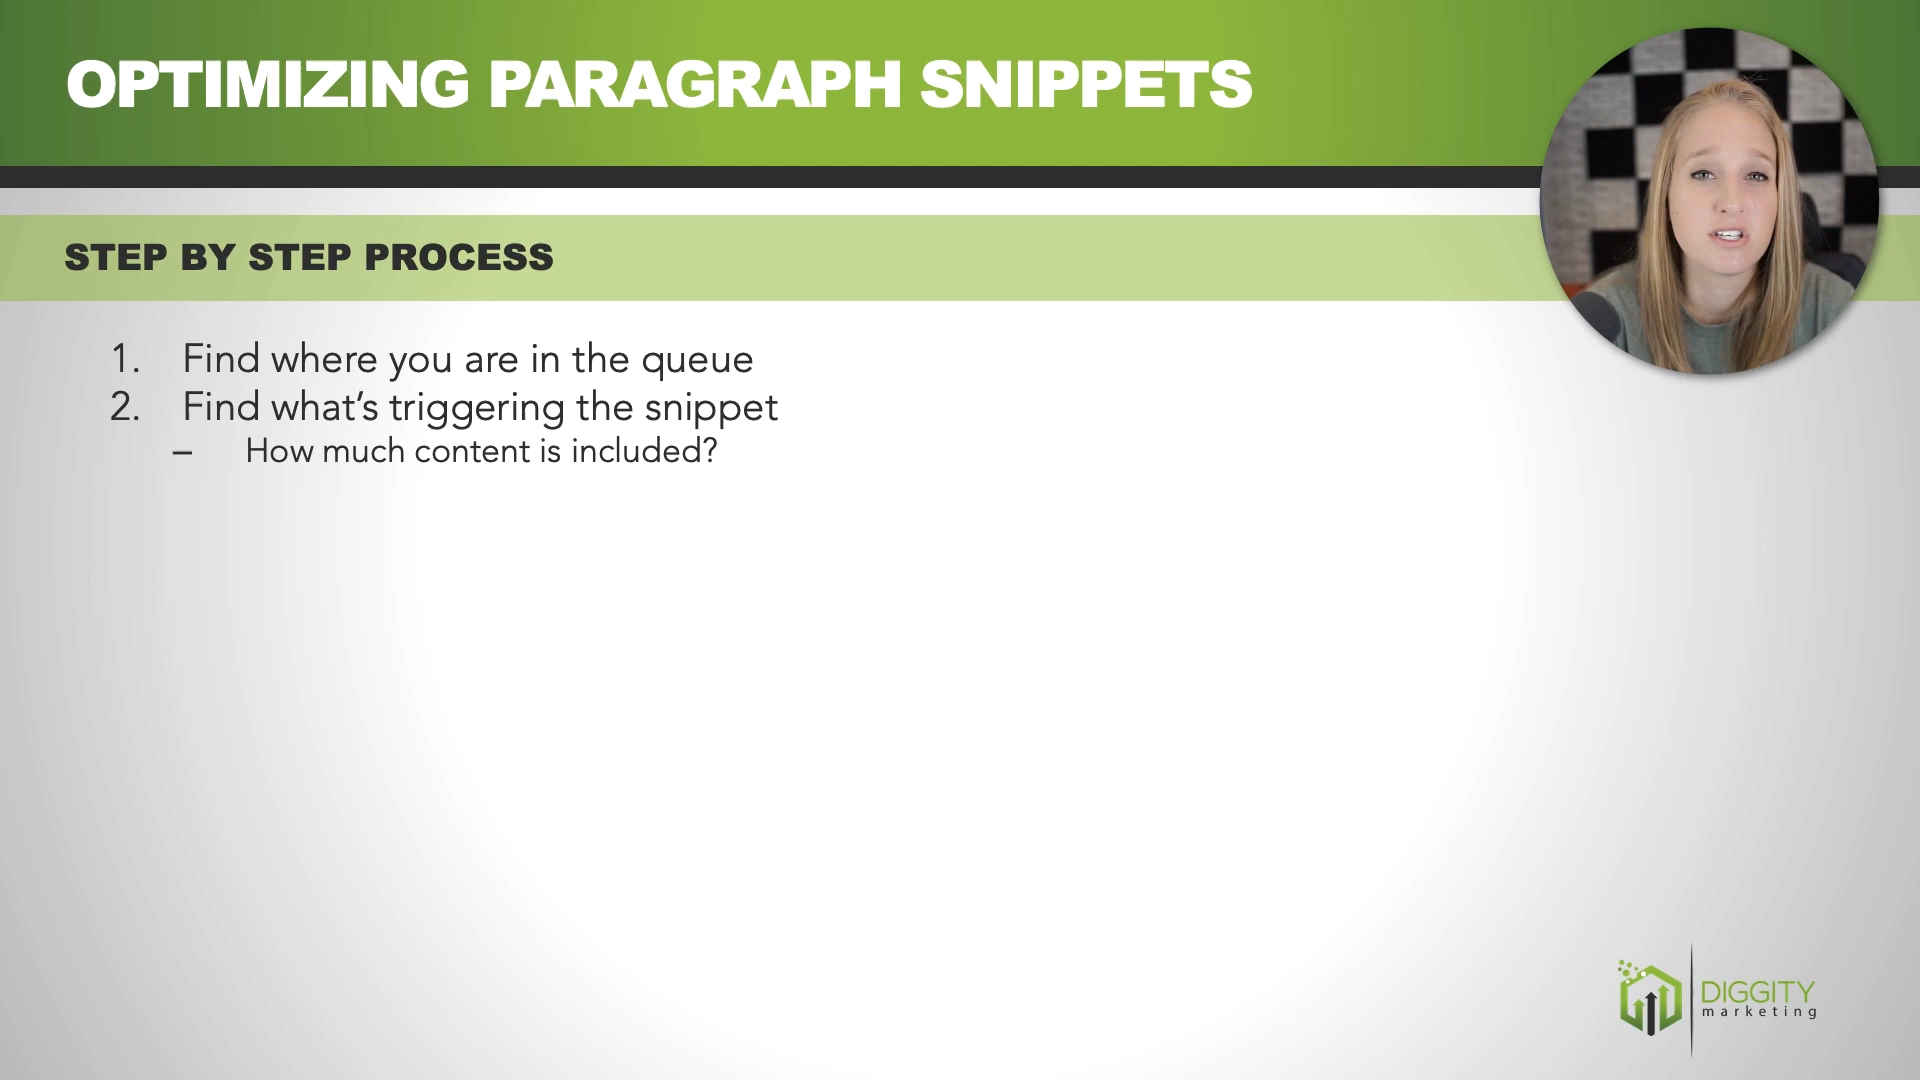 OPTIMIZING PARAGRAPH SNIPPETS
STEP BY STEP PROCESS
1. Find where you are in the queue
2. Find what's triggering the snippet
– How much content is included?
DIGGITY
marketing